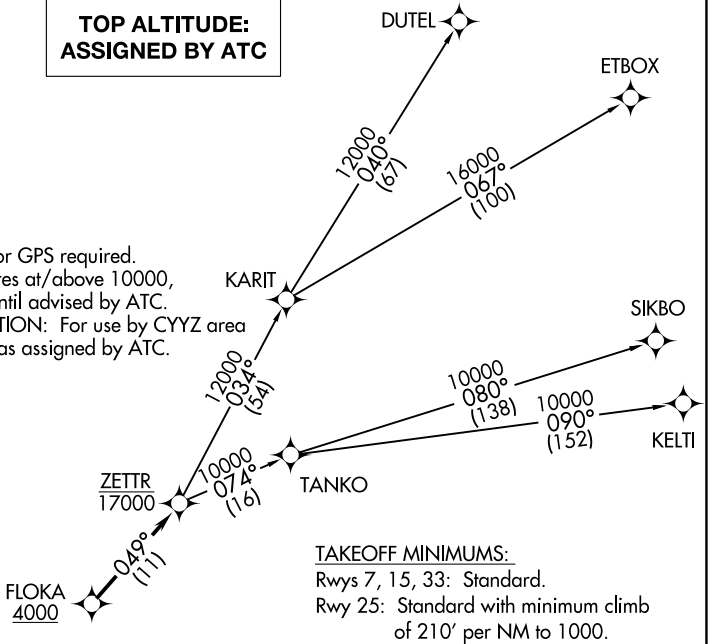 TOP ALTITUDE:
ASSIGNED BY ATC
DUTEL
ETBOX
12000
040°
(67)
16000
067°
(100)
or GPS required.
res at/above 10000,
ntil advised by ATC.
TION: For use by CYYZ area
as assigned by ATC.
KARIT
SIKBO
12000
034°
(54)
10000
080°
(138)
10000
090°
(152)
KELTI
ZETTR
17000
10000
074°
(16)
TANKO
049°
(11)
FLOKA
4000
TAKEOFF MINIMUMS:
Rwys 7, 15, 33: Standard.
Rwy 25: Standard with minimum climb
of 210' per NM to 1000.